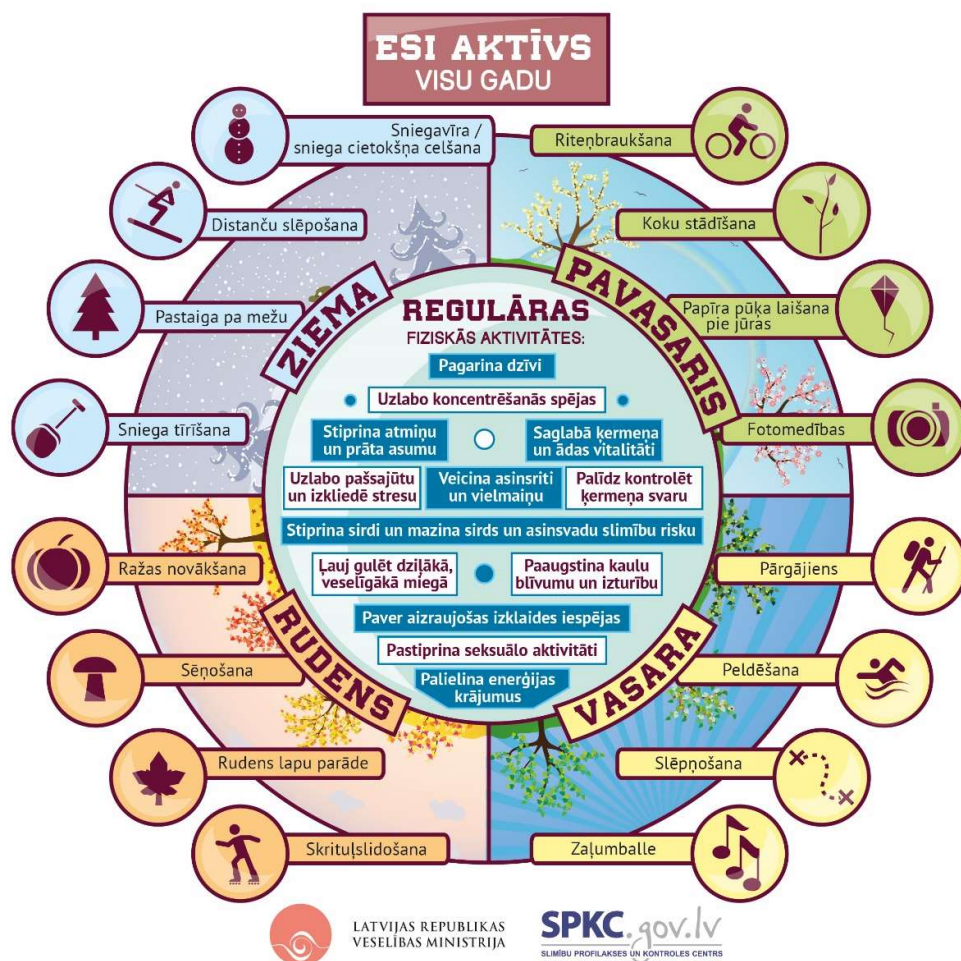 ESI AKTĪVS
VISU GADU
Sniegavīra /
sniega cietokšņa celšana
Distanču slēpošana
Pastaiga pa mežu
Sniega tīrīšana
ZIEMA
Riteņbraukšana
Koku stādīšana
Papīra pūķa laišana
pie jūras
Fotomedības
PAVASARIS
REGULĀRAS
FIZISKĀS AKTIVITĀTES:
Pagarina dzīvi
Uzlabo koncentrēšanās spējas
Stiprina atmiņu
un prāta asumu
Saglabā ķermeņa
un ādas vitalitāti
Uzlabo pašsajūtu
un izkliedē stresu
Veicina asinsriti
un vielmaiņu
Palīdz kontrolēt
ķermeņa svaru
Stiprina sirdi un mazina sirds un asinsvadu slimību risku
Ļauj gulēt dziļākā,
veselīgākā miegā
Paaugstina kaulu
blīvumu un izturību
Paver aizraujošas izklaides iespējas
Pastiprina seksuālo aktivitāti
Palielina enerģijas
krājumus
RUDENS
Ražas novākšana
Sēņošana
Rudens lapu parāde
Skrituļslidošana
VASARA
Pārgājiens
Peldēšana
Slēpņošana
Zaļumballe
LATVIJAS REPUBLIKAS
VESELĪBAS MINISTRIJA
SPKC.gov.lv
SLIMĪBU PROFILAKSES UN KONTROLES CENTRS